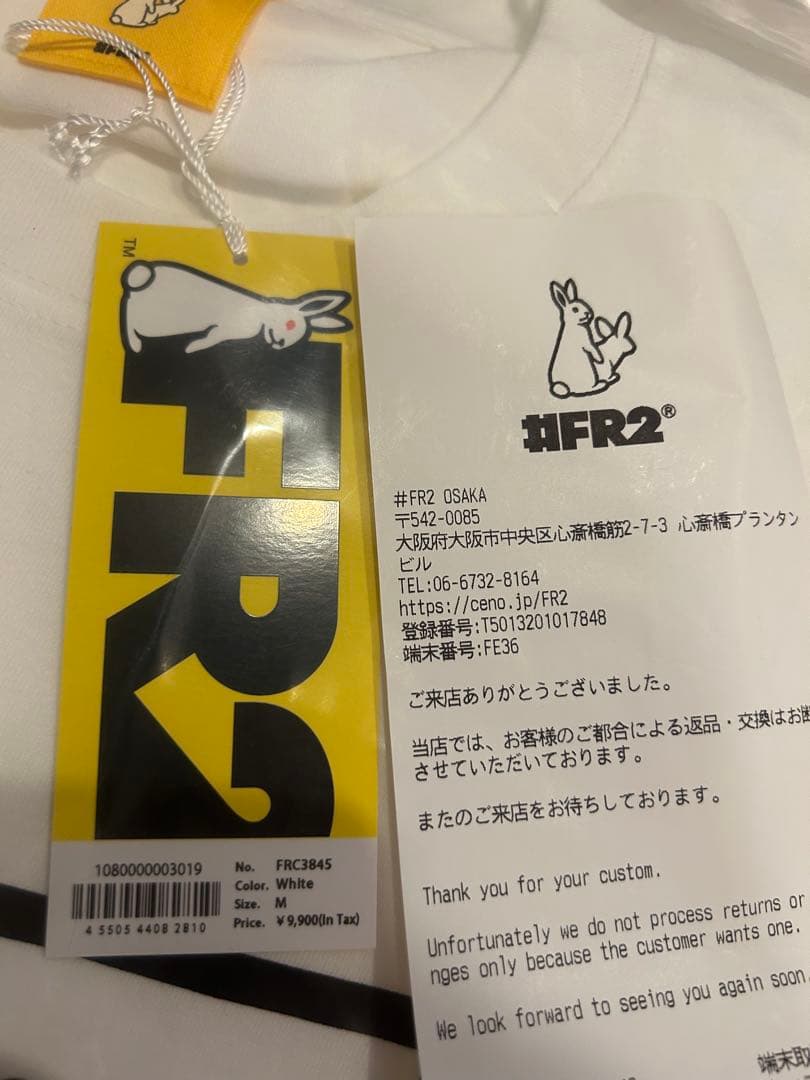 #FR2
TM
FR2
1080000003019
4 5505 4408 2810
No. FRC3845
Color. White
Size. M
Price. ¥9,900(In Tax)
#FR2®
#FR2 OSAKA
〒542-0085
大阪府大阪市中央区心斎橋筋2-7-3 心斎橋プランタン
ビル
TEL:06-6732-8164
https://ceno.jp/FR2
登録番号:T5013201017848
端末番号:FE36
ご来店ありがとうございました。
当店では、お客様のご都合による返品・交換はお断
させていただいております。
またのご来店をお待ちしております。
Thank you for your custom.
Unfortunately we do not process returns or
nges only because the customer wants one.
We look forward to seeing you again soon.
端末取